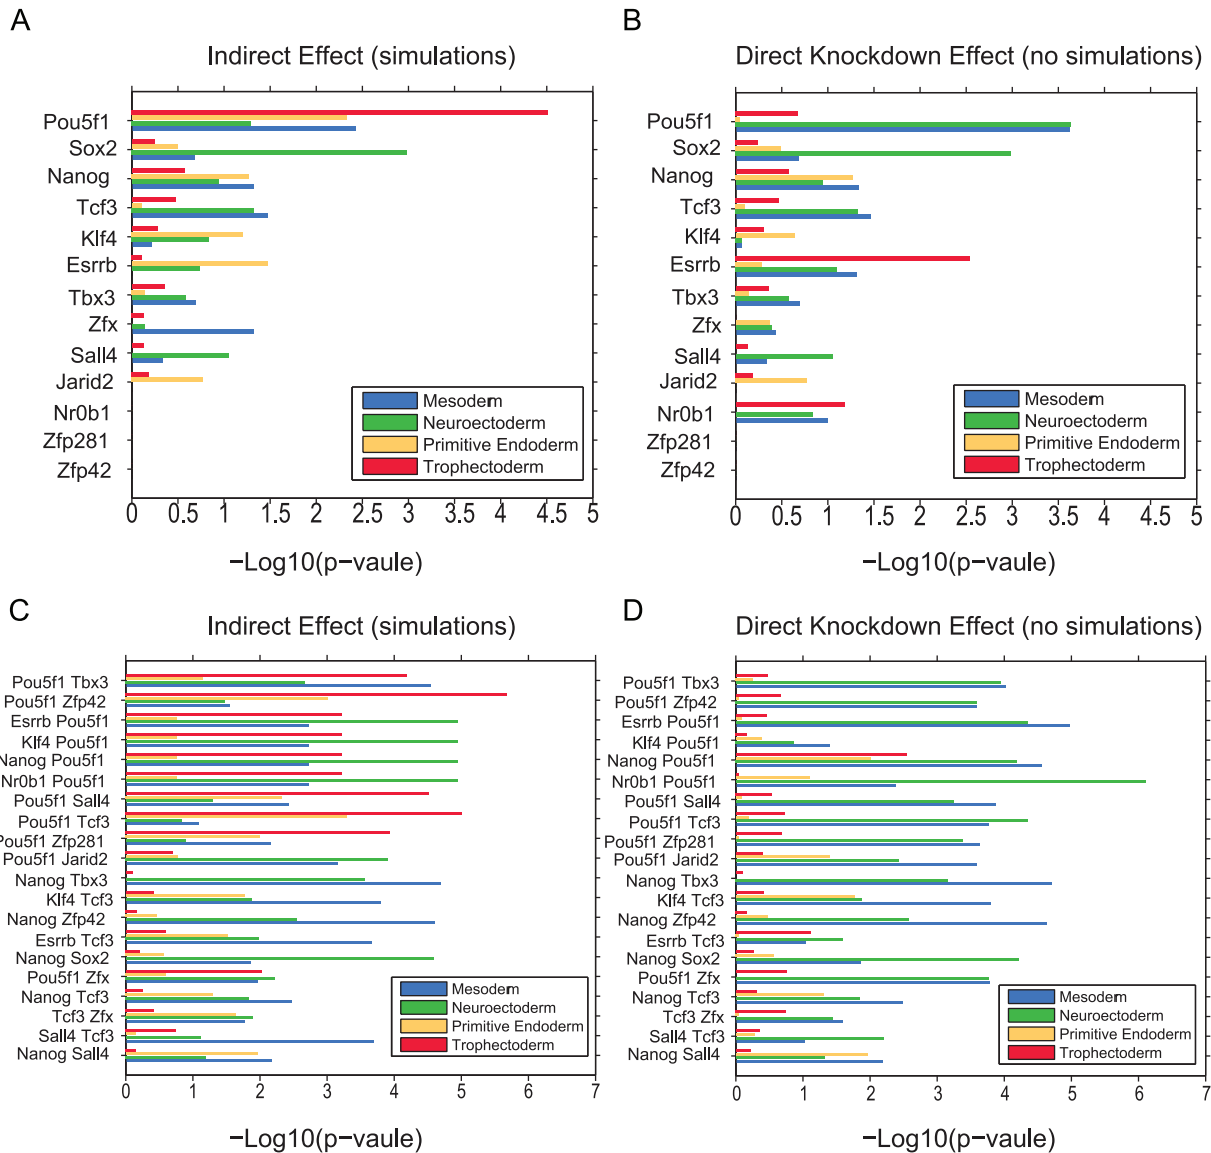 A
Indirect Effect (simulations)
Pou5f1
Sox2
Nanog
Tcf3
Klf4
Esrrb
Tbx3
Zfx
Sall4
Jarid2
Nr0b1
Zfp281
Zfp42
Mesoderm
Neuroectoderm
Primitive Endoderm
Trophectoderm
0 0.5 1 1.5 2 2.5 3 3.5 4 4.5 5
−Log10(p−vaule)
B
Direct Knockdown Effect (no simulations)
Pou5f1
Sox2
Nanog
Tcf3
Klf4
Esrrb
Tbx3
Zfx
Sall4
Jarid2
Nr0b1
Zfp281
Zfp42
Mesoderm
Neuroectoderm
Primitive Endoderm
Trophectoderm
0 0.5 1 1.5 2 2.5 3 3.5 4 4.5 5
−Log10(p−vaule)
C
Indirect Effect (simulations)
Pou5f1 Tbx3
Pou5f1 Zfp42
Esrrb Pou5f1
Klf4 Pou5f1
Nanog Pou5f1
Nr0b1 Pou5f1
Pou5f1 Sall4
Pou5f1 Tcf3
Pou5f1 Zfp281
Pou5f1 Jarid2
Nanog Tbx3
Klf4 Tcf3
Nanog Zfp42
Esrrb Tcf3
Nanog Sox2
Pou5f1 Zfx
Nanog Tcf3
Tcf3 Zfx
Sall4 Tcf3
Nanog Sall4
Mesoderm
Neuroectoderm
Primitive Endoderm
Trophectoderm
0 1 2 3 4 5 6 7
−Log10(p−vaule)
D
Direct Knockdown Effect (no simulations)
Pou5f1 Tbx3
Pou5f1 Zfp42
Esrrb Pou5f1
Klf4 Pou5f1
Nanog Pou5f1
Nr0b1 Pou5f1
Pou5f1 Sall4
Pou5f1 Tcf3
Pou5f1 Zfp281
Pou5f1 Jarid2
Nanog Tbx3
Klf4 Tcf3
Nanog Zfp42
Esrrb Tcf3
Nanog Sox2
Pou5f1 Zfx
Nanog Tcf3
Tcf3 Zfx
Sall4 Tcf3
Nanog Sall4
Mesoderm
Neuroectoderm
Primitive Endoderm
Trophectoderm
0 1 2 3 4 5 6 7
−Log10(p−vaule)